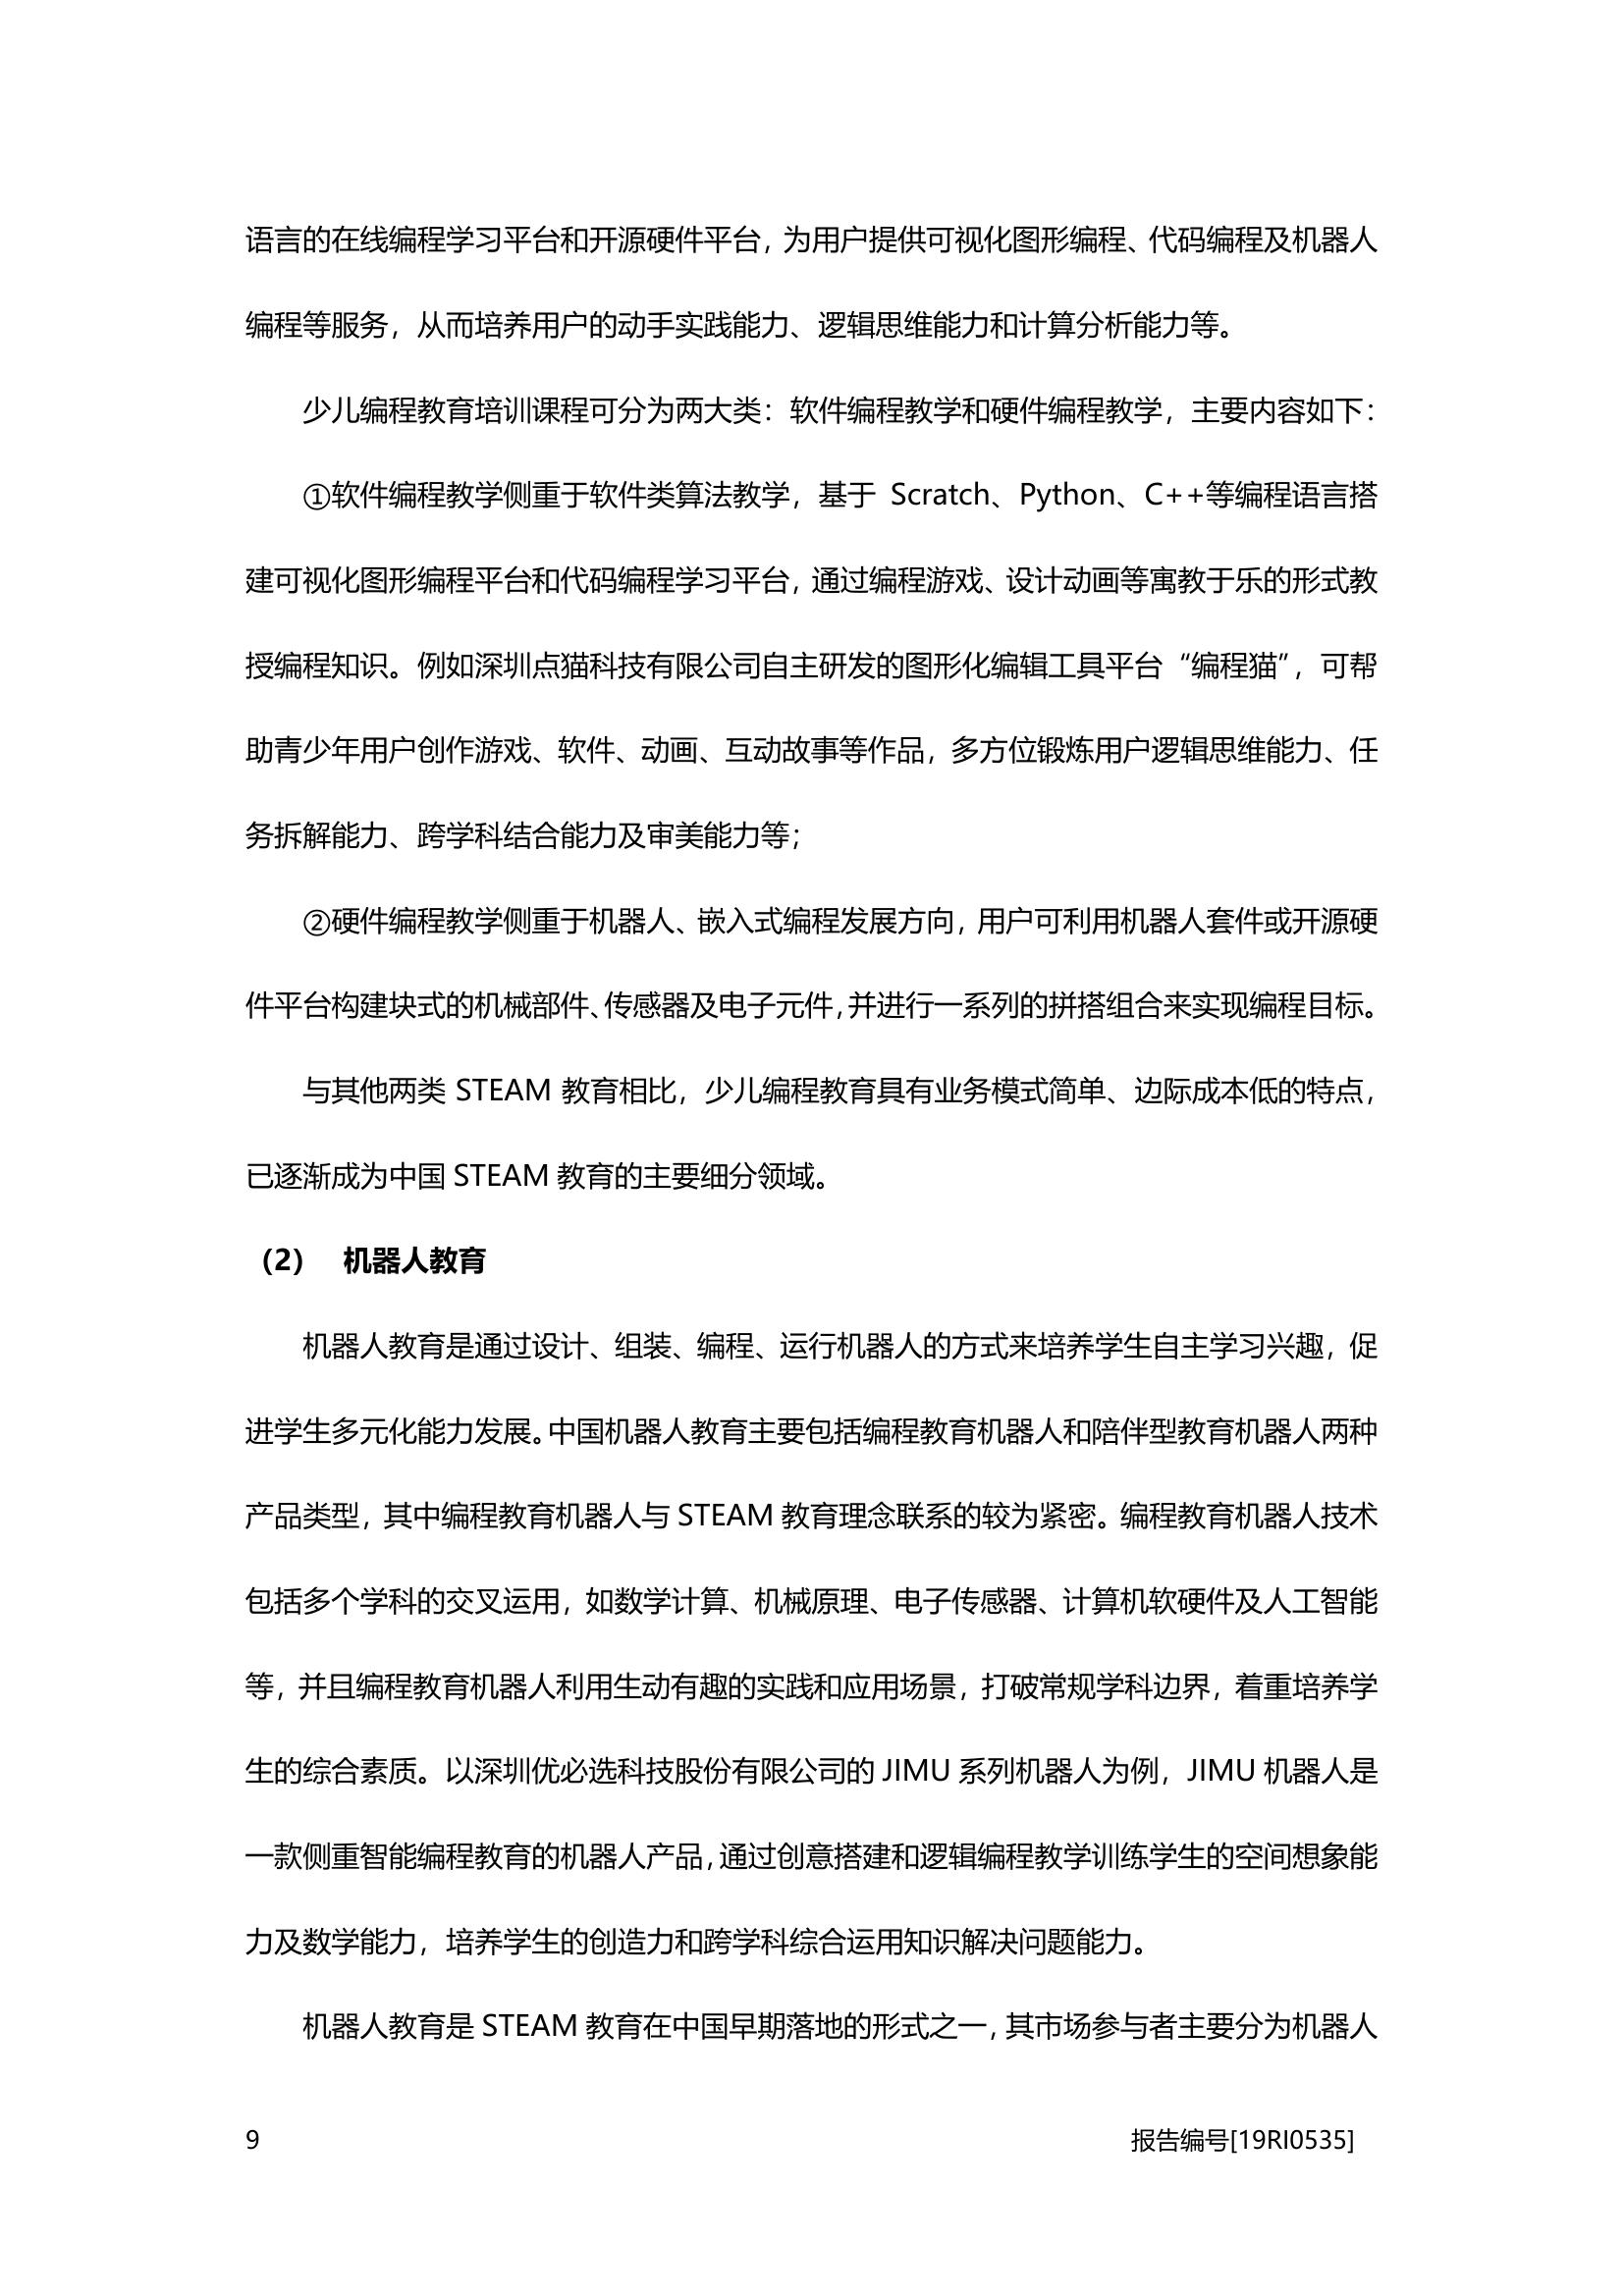 语言的在线编程学习平台和开源硬件平台，为用户提供可视化图形编程、代码编程及机器人
编程等服务，从而培养用户的动手实践能力、逻辑思维能力和计算分析能力等。
少儿编程教育培训课程可分为两大类：软件编程教学和硬件编程教学，主要内容如下：
①软件编程教学侧重于软件类算法教学，基于 Scratch、Python、C++等编程语言搭
建可视化图形编程平台和代码编程学习平台，通过编程游戏、设计动画等寓教于乐的形式教
授编程知识。例如深圳点猫科技有限公司自主研发的图形化编辑工具平台“编程猫”，可帮
助青少年用户创作游戏、软件、动画、互动故事等作品，多方位锻炼用户逻辑思维能力、任
务拆解能力、跨学科结合能力及审美能力等；
②硬件编程教学侧重于机器人、嵌入式编程发展方向，用户可利用机器人套件或开源硬
件平台构建块式的机械部件、传感器及电子元件，并进行一系列的拼搭组合来实现编程目标。
与其他两类 STEAM 教育相比，少儿编程教育具有业务模式简单、边际成本低的特点，
已逐渐成为中国 STEAM 教育的主要细分领域。
（2） 机器人教育
机器人教育是通过设计、组装、编程、运行机器人的方式来培养学生自主学习兴趣，促
进学生多元化能力发展。中国机器人教育主要包括编程教育机器人和陪伴型教育机器人两种
产品类型，其中编程教育机器人与 STEAM 教育理念联系的较为紧密。编程教育机器人技术
包括多个学科的交叉运用，如数学计算、机械原理、电子传感器、计算机软硬件及人工智能
等，并且编程教育机器人利用生动有趣的实践和应用场景，打破常规学科边界，着重培养学
生的综合素质。以深圳优必选科技股份有限公司的 JIMU 系列机器人为例，JIMU 机器人是
一款侧重智能编程教育的机器人产品，通过创意搭建和逻辑编程教学训练学生的空间想象能
力及数学能力，培养学生的创造力和跨学科综合运用知识解决问题能力。
机器人教育是 STEAM 教育在中国早期落地的形式之一，其市场参与者主要分为机器人
9 报告编号[19RI0535]